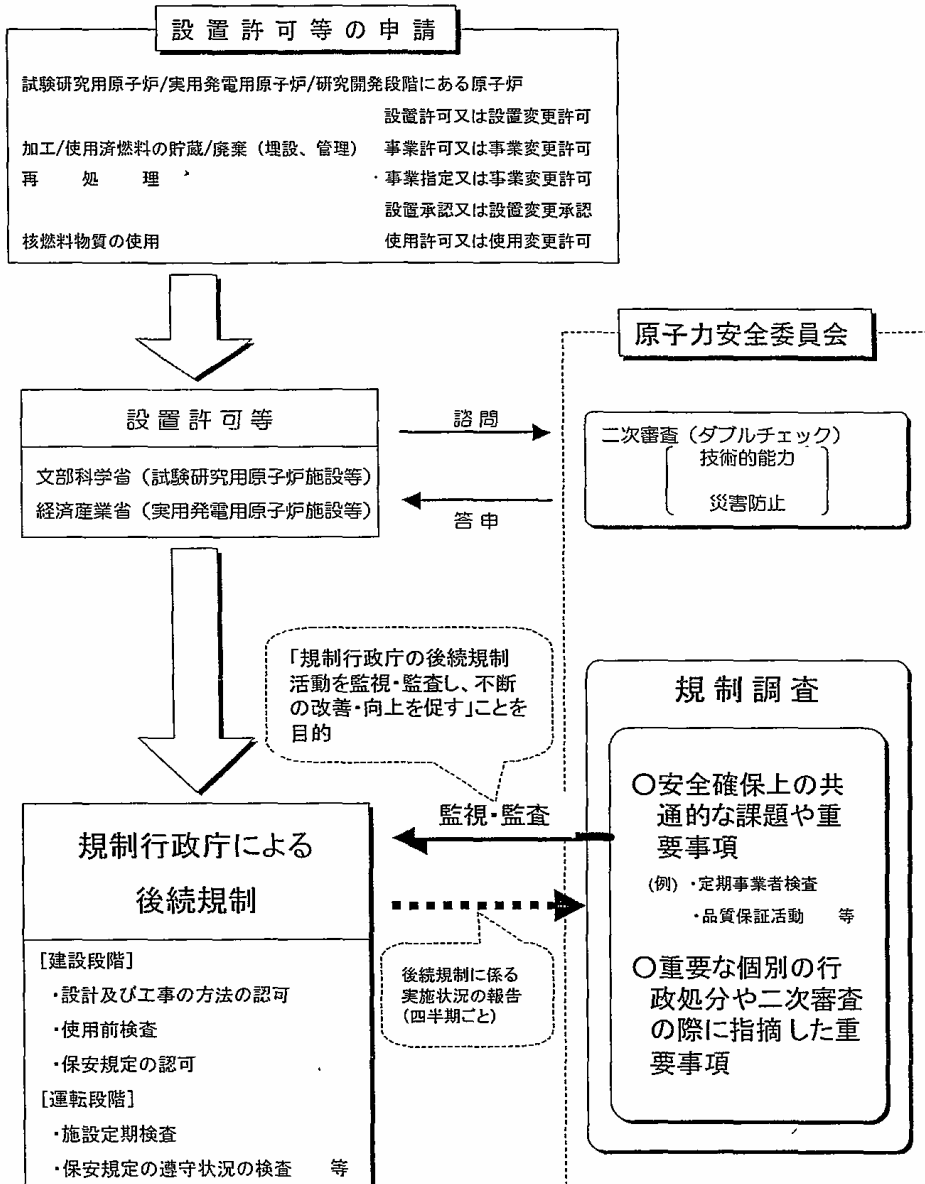 設置許可等の申請
試験研究用原子炉/実用発電用原子炉/研究開発段階にある原子炉
設置許可又は設置変更許可
加工/使用済燃料の貯蔵/廃棄（埋設、管理） 事業許可又は事業変更許可
再処理 ・事業指定又は事業変更許可
設置承認又は設置変更承認
核燃料物質の使用 使用許可又は使用変更許可
原子力安全委員会
設置許可等
文部科学省（試験研究用原子炉施設等）
経済産業省（実用発電用原子炉施設等）
諮問
答申
二次審査（ダブルチェック）
技術的能力
災害防止
「規制行政庁の後続規制
活動を監視・監査し、不断
の改善・向上を促す」ことを
目的
監視・監査
規制調査
○安全確保上の共
通的な課題や重
要事項
(例) ・定期事業者検査
・品質保証活動 等
○重要な個別の行
政処分や二次審査
の際に指摘した重
要事項
後続規制に係る
実施状況の報告
(四半期ごと)
規制行政庁による
後続規制
[建設段階]
・設計及び工事の方法の認可
・使用前検査
・保安規定の認可
[運転段階]
・施設定期検査
・保安規定の遵守状況の検査 等